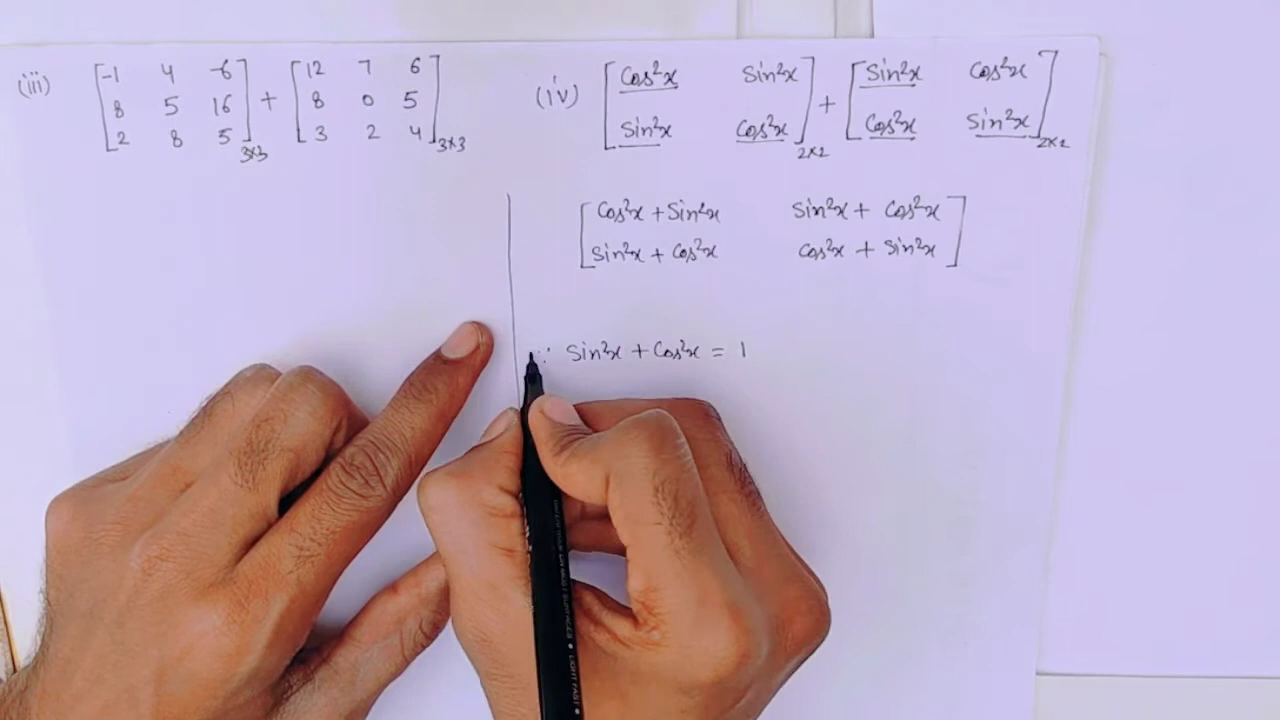 (iii) [-1 4 -6] + [12 7 6]
[8 5 16] [8 0 5]
[2 8 5]3×3 [3 2 4]3×3
(iv) [Cos²x Sin²x] + [Sin²x Cos²x]
[Sin²x Cos²x]2×2 [Cos²x Sin²x]2×2
[Cos²x + Sin²x Sin²x + Cos²x]
[Sin²x + Cos²x Cos²x + Sin²x]
∵ Sin²x + Cos²x = 1